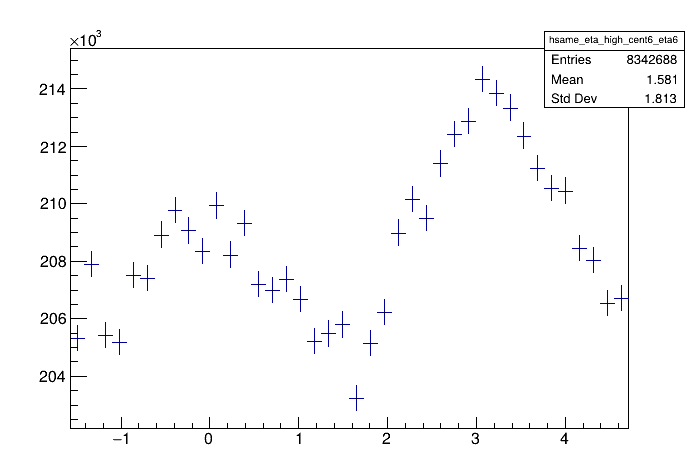 ×10³
hsame_eta_high_cent6_eta6
Entries 8342688
Mean 1.581
Std Dev 1.813
214
212
210
208
206
204
−1 0 1 2 3 4